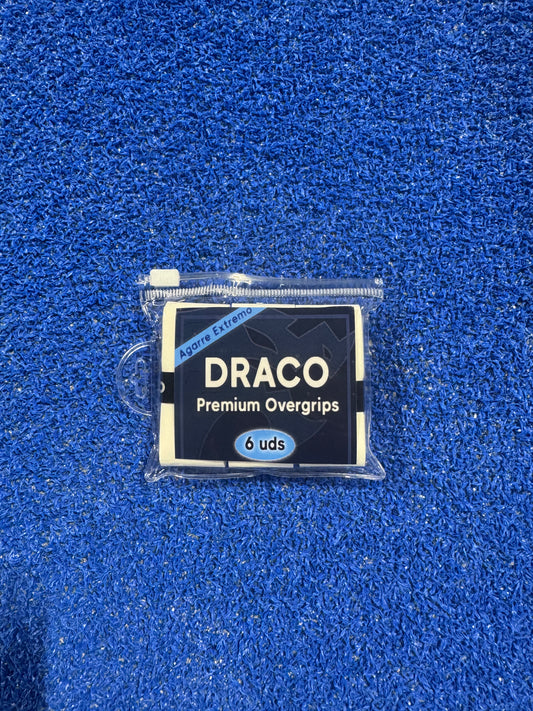 Agarre Extremo
DRACO
Premium Overgrips
6 uds